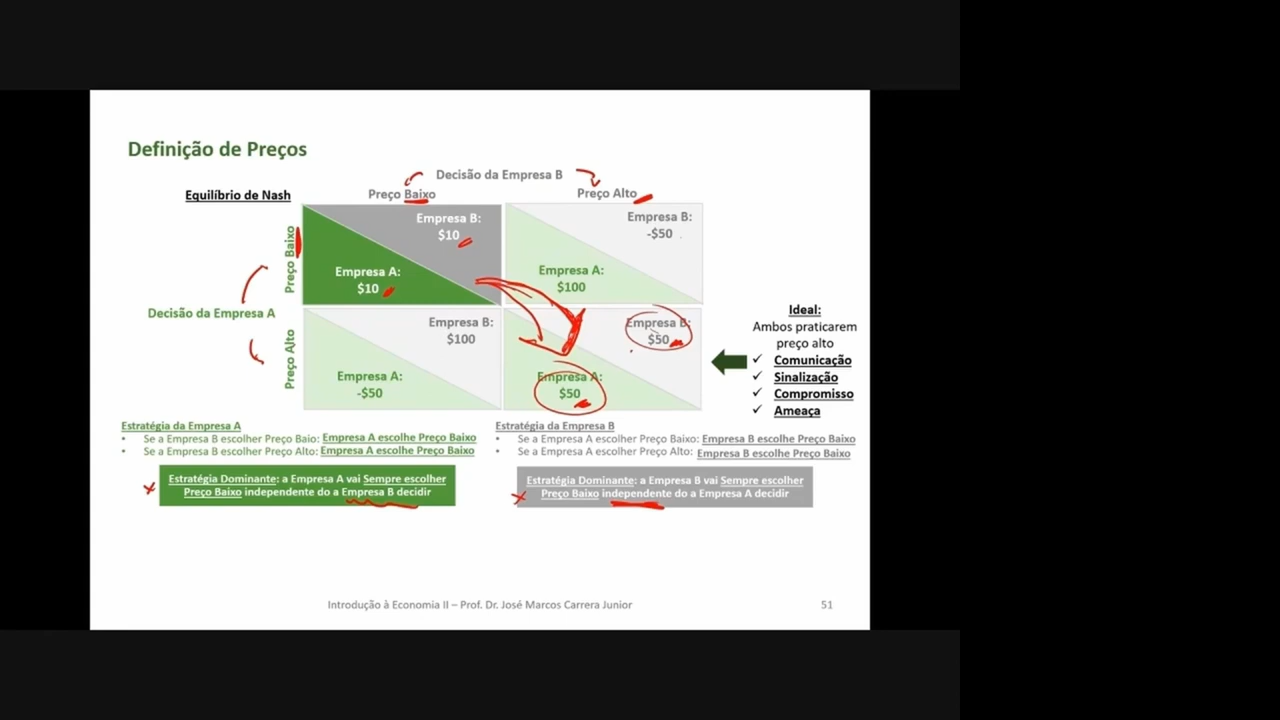 Definição de Preços
Decisão da Empresa B
Equilíbrio de Nash
Preço Baixo
Preço Alto
Preço Baixo
Empresa B:
$10
Empresa A:
$10
Empresa B:
-$50
Empresa A:
$100
Decisão da Empresa A
Preço Alto
Empresa B:
$100
Empresa A:
-$50
Empresa B:
$50
Empresa A:
$50
Ideal:
Ambos praticarem
preço alto
✓ Comunicação
✓ Sinalização
✓ Compromisso
✓ Ameaça
Estratégia da Empresa A
• Se a Empresa B escolher Preço Baio: Empresa A escolhe Preço Baixo
• Se a Empresa B escolher Preço Alto: Empresa A escolhe Preço Baixo
Estratégia Dominante: a Empresa A vai Sempre escolher
Preço Baixo independente do a Empresa B decidir
Estratégia da Empresa B
• Se a Empresa A escolher Preço Baixo: Empresa B escolhe Preço Baixo
• Se a Empresa A escolher Preço Alto: Empresa B escolhe Preço Baixo
Estratégia Dominante: a Empresa B vai Sempre escolher
Preço Baixo independente do a Empresa A decidir
Introdução à Economia II – Prof. Dr. José Marcos Carrera Junior
51